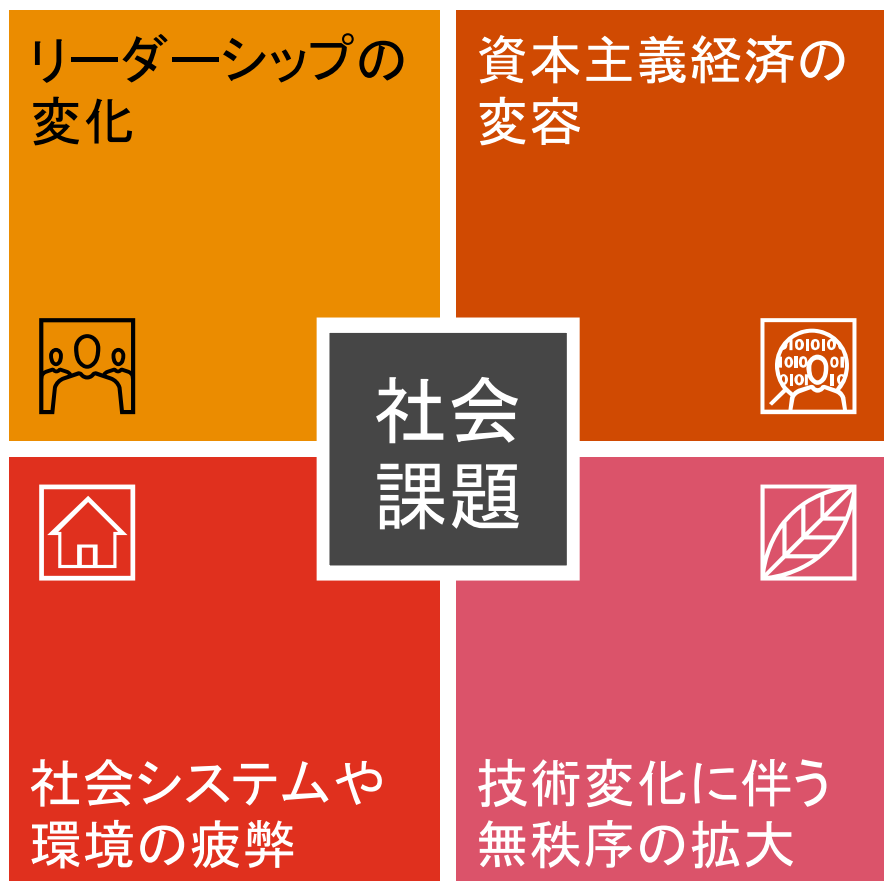 リーダーシップの
変化
資本主義経済の
変容
社会
課題
社会システムや
環境の疲弊
技術変化に伴う
無秩序の拡大